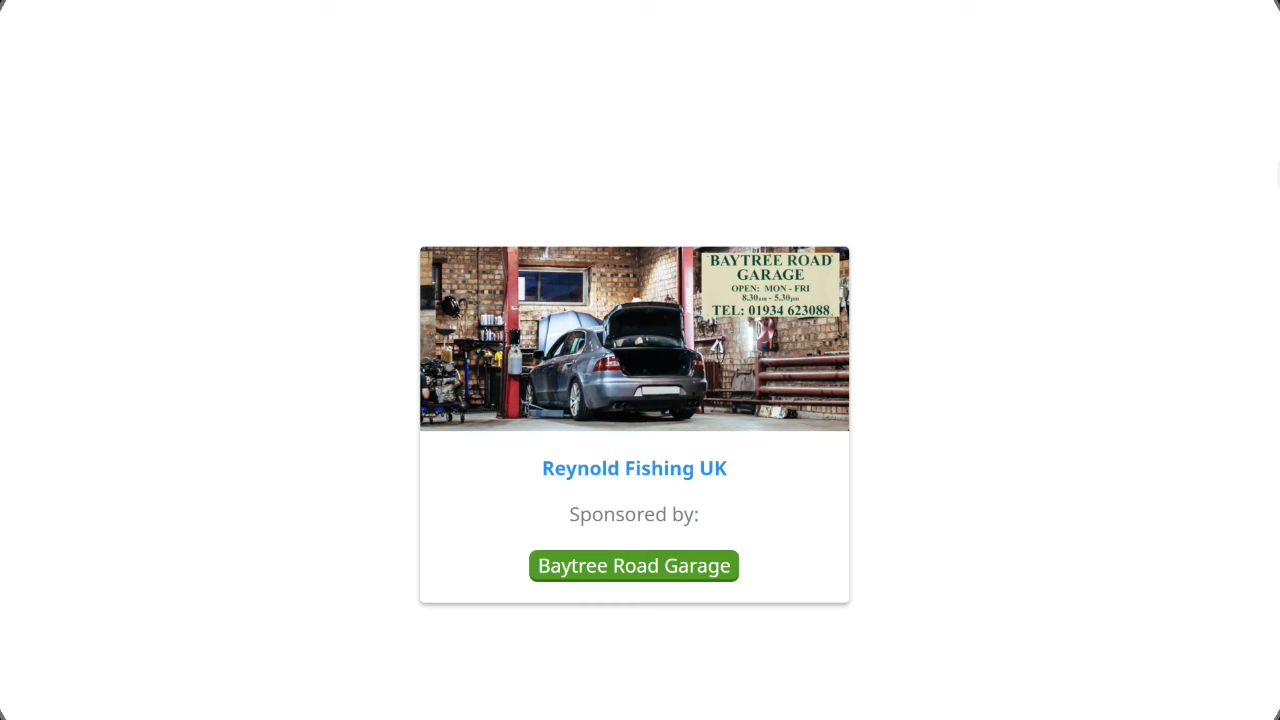 BAYTREE ROAD
GARAGE
OPEN: MON - FRI
8.30am - 5.30pm
TEL: 01934 623088
Reynold Fishing UK
Sponsored by:
Baytree Road Garage